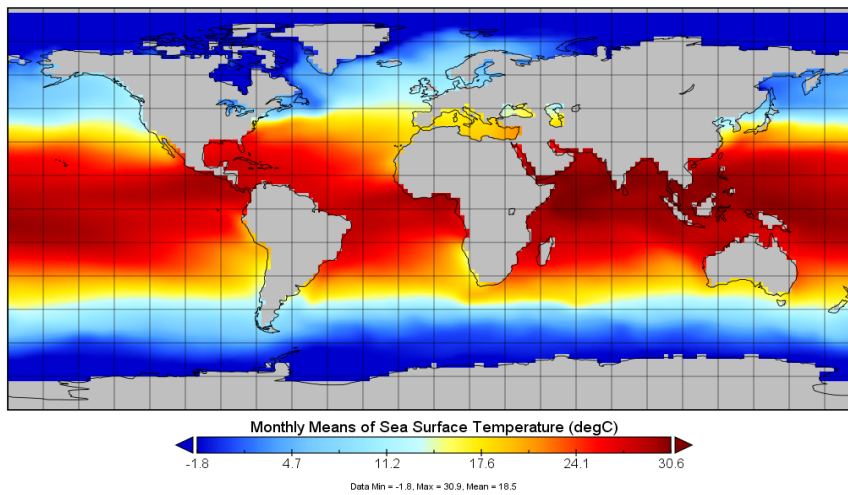 Monthly Means of Sea Surface Temperature (degC)
-1.8 4.7 11.2 17.6 24.1 30.6
Data Min = -1.8, Max = 30.9, Mean = 18.5